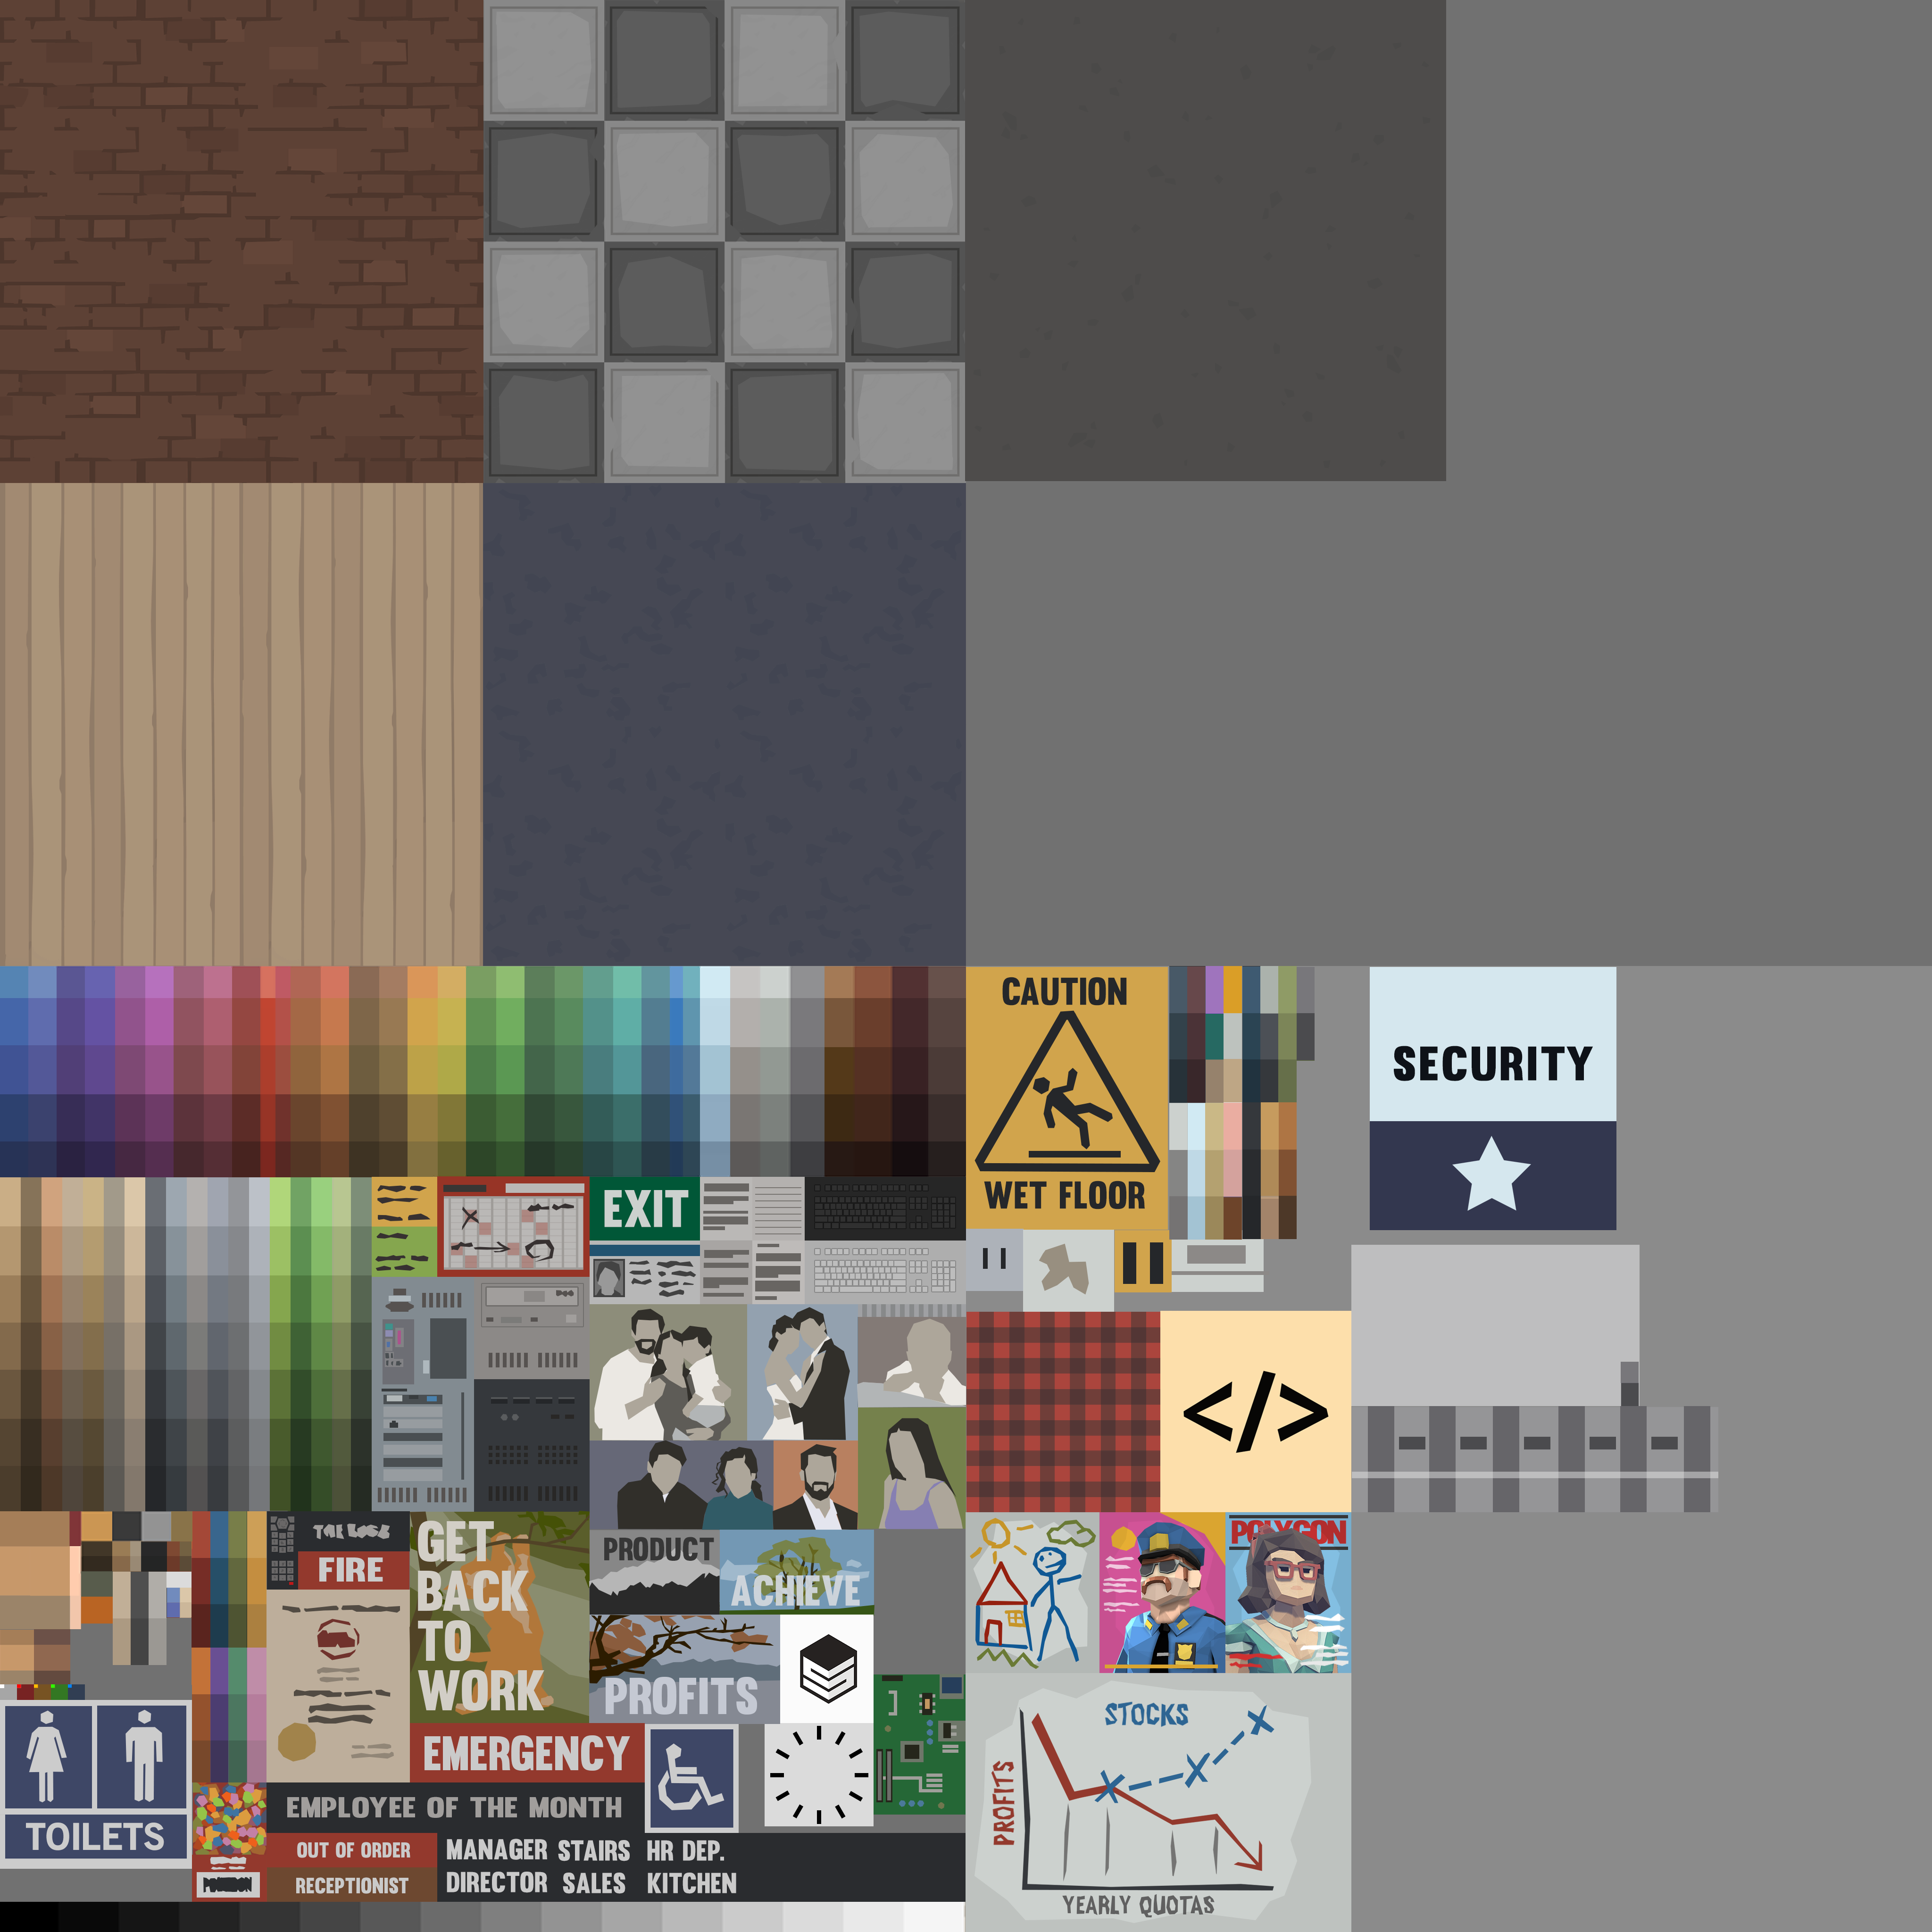 CAUTION
WET FLOOR
SECURITY
EXIT
</>
FIRE
GET
BACK
TO
WORK
PRODUCT
ACHIEVE
PROFITS
POLYGON
EMERGENCY
TOILETS
EMPLOYEE OF THE MONTH
OUT OF ORDER
RECEPTIONIST
MANAGER STAIRS HR DEP.
DIRECTOR SALES KITCHEN
STOCKS
PROFITS
YEARLY QUOTAS